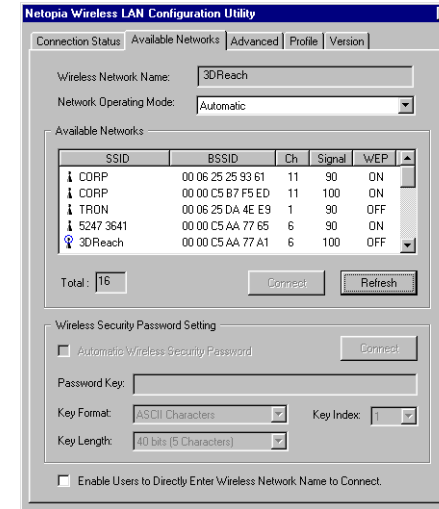 Netopia Wireless LAN Configuration Utility
Connection Status Available Networks Advanced Profile Version
Wireless Network Name: 3DReach
Network Operating Mode: Automatic
Available Networks
SSID BSSID Ch Signal WEP
CORP 00 06 25 25 93 61 11 90 ON
CORP 00 00 C5 B7 F5 ED 11 100 ON
TRON 00 06 25 DA 4E E9 1 90 OFF
5247 3641 00 00 C5 AA 77 65 6 90 ON
3DReach 00 00 C5 AA 77 A1 6 100 OFF
Total : 16 Connect Refresh
Wireless Security Password Setting
Automatic Wireless Security Password Connect
Password Key:
Key Format: ASCII Characters Key Index: 1
Key Length: 40 bits (5 Characters)
Enable Users to Directly Enter Wireless Network Name to Connect.